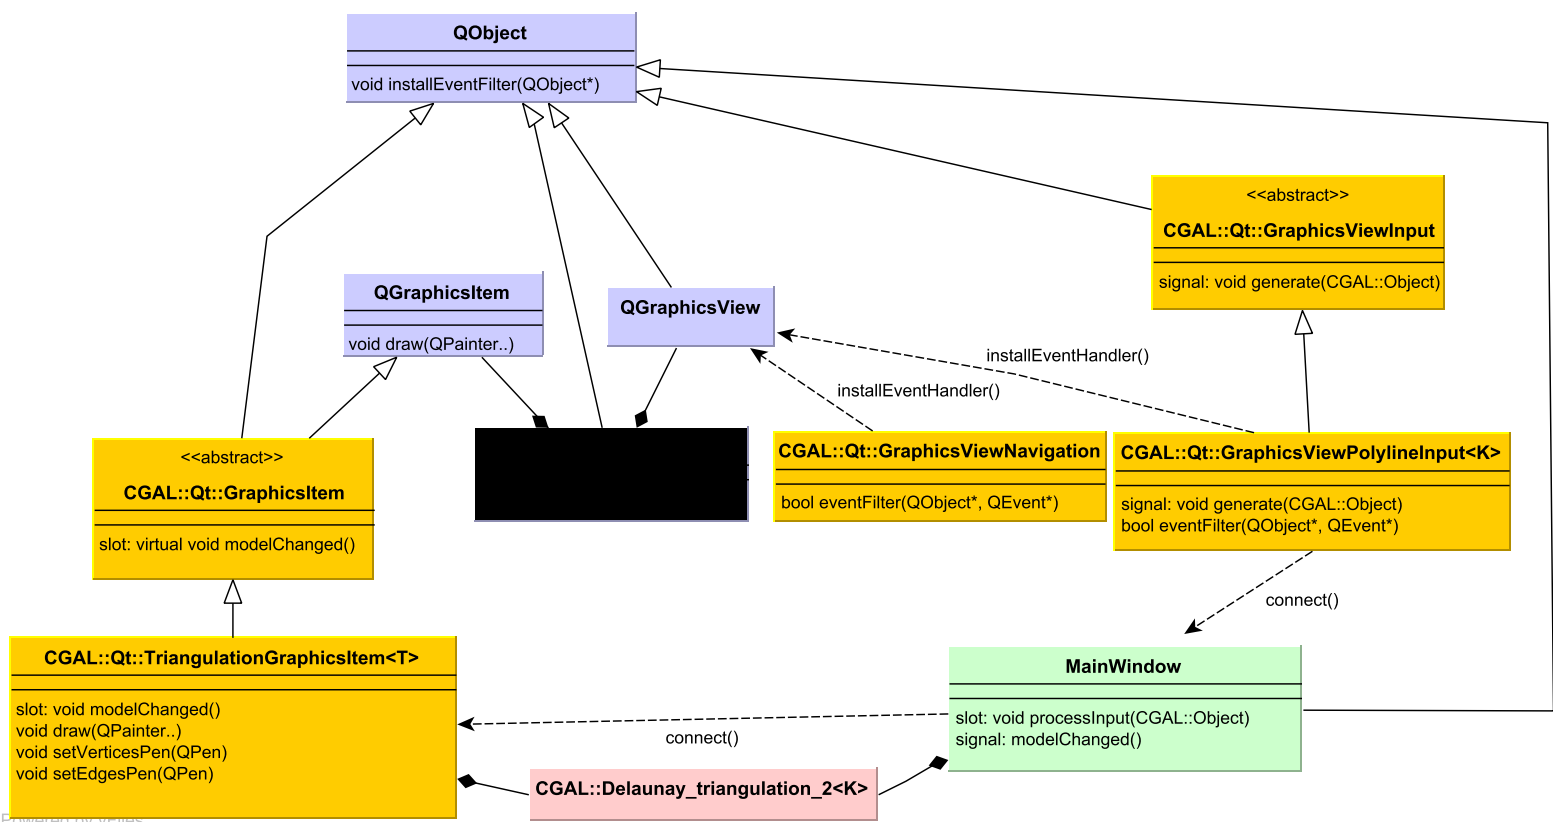 QObject
void installEventFilter(QObject*)
<<abstract>>
CGAL::Qt::GraphicsViewInput
signal: void generate(CGAL::Object)
QGraphicsItem
void draw(QPainter..)
QGraphicsView
installEventHandler()
installEventHandler()
<<abstract>>
CGAL::Qt::GraphicsItem
slot: virtual void modelChanged()
CGAL::Qt::GraphicsViewNavigation
bool eventFilter(QObject*, QEvent*)
CGAL::Qt::GraphicsViewPolylineInput<K>
signal: void generate(CGAL::Object)
bool eventFilter(QObject*, QEvent*)
connect()
CGAL::Qt::TriangulationGraphicsItem<T>
slot: void modelChanged()
void draw(QPainter..)
void setVerticesPen(QPen)
void setEdgesPen(QPen)
MainWindow
slot: void processInput(CGAL::Object)
signal: modelChanged()
connect()
CGAL::Delaunay_triangulation_2<K>